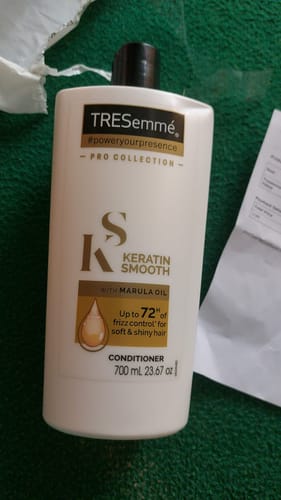 TRESemmé®
#poweryourpresence
PRO COLLECTION
KS
KERATIN
SMOOTH
WITH MARULA OIL
Up to 72H of
frizz control* for
soft & shiny hair
CONDITIONER
700 mL 23.67 oz